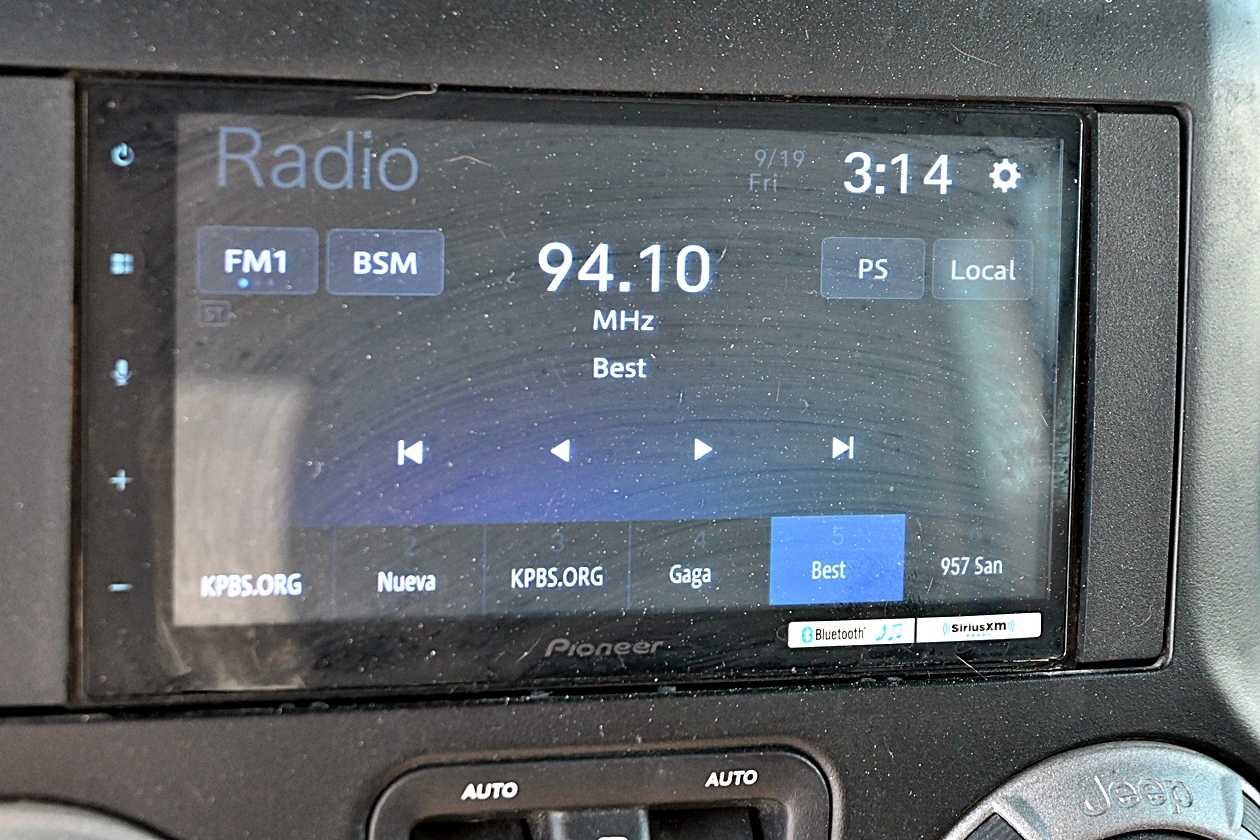 Radio
9/19
Fri
3:14
FM1
BSM
94.10
PS
Local
ST
MHz
Best
2
3
4
5
KPBS.ORG
Nueva
KPBS.ORG
Gaga
Best
957 San
Pioneer
Bluetooth
SiriusXM
AUTO
AUTO
Jeep